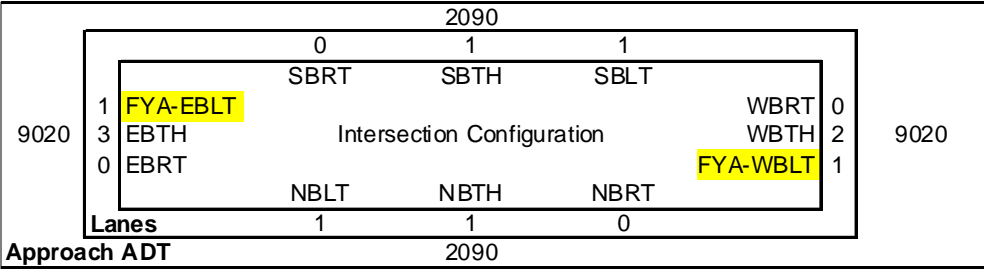 2090
0 1 1
SBRT SBTH SBLT
1 FYA-EBLT WBRT 0
9020 3 EBTH Intersection Configuration WBTH 2 9020
0 EBRT FYA-WBLT 1
NBLT NBTH NBRT
Lanes 1 1 0
Approach ADT 2090